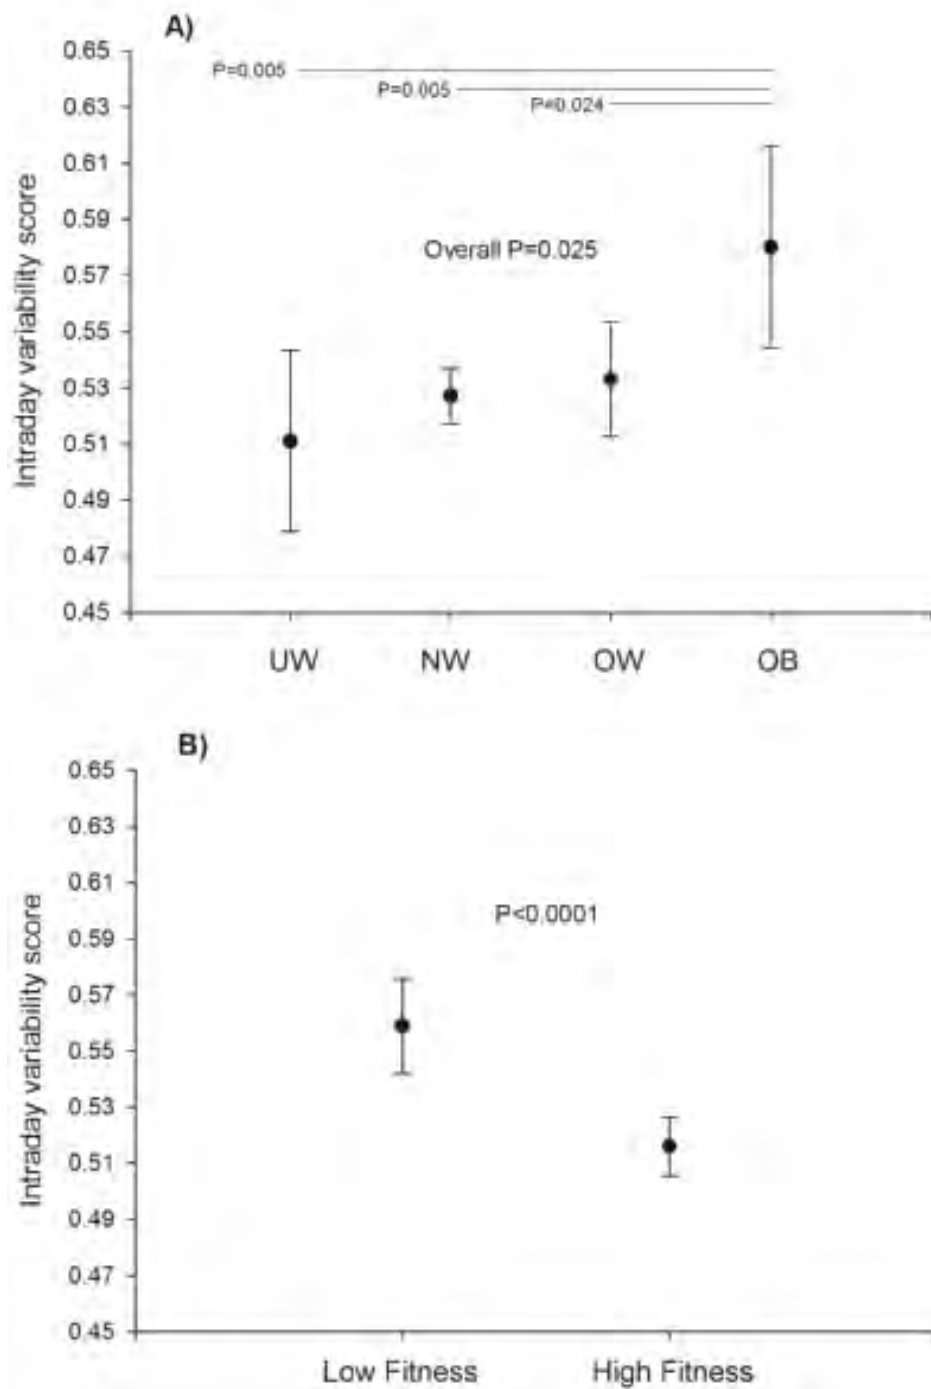 A)
0.65
P=0.005
0.63
P=0.005
P=0.024
0.61
0.59
Overall P=0.025
0.57
0.55
0.53
0.51
0.49
0.47
0.45
Intraday variability score
UW NW OW OB
B)
0.65
0.63
0.61
P<0.0001
0.59
0.57
0.55
0.53
0.51
0.49
0.47
0.45
Intraday variability score
Low Fitness High Fitness